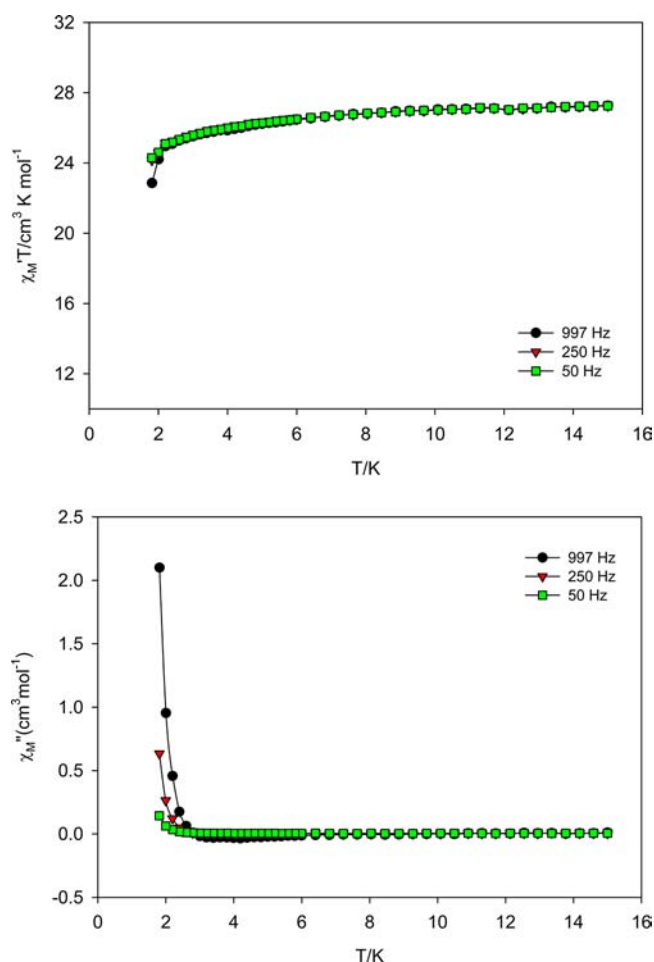 32
28
24
20
16
12
χM'T/cm³ K mol⁻¹
997 Hz
250 Hz
50 Hz
0 2 4 6 8 10 12 14 16
T/K
2.5
2.0
1.5
1.0
0.5
0.0
-0.5
χM"(cm³mol⁻¹)
997 Hz
250 Hz
50 Hz
0 2 4 6 8 10 12 14 16
T/K